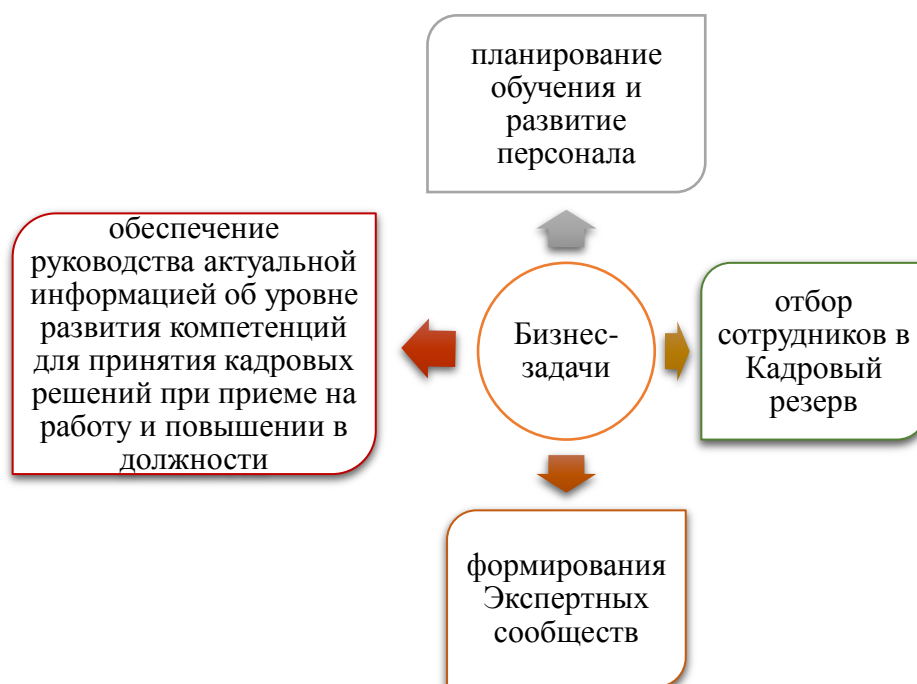 планирование
обучения и
развитие
персонала
обеспечение
руководства актуальной
информацией об уровне
развития компетенций
для принятия кадровых
решений при приеме на
работу и повышении в
должности
Бизнес-
задачи
отбор
сотрудников в
Кадровый
резерв
формирования
Экспертных
сообществ